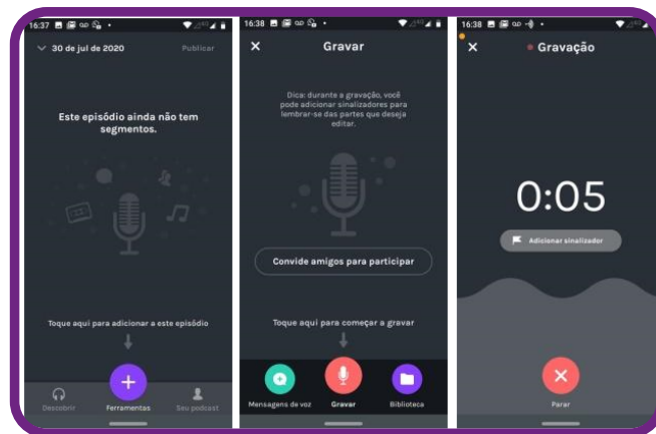 16:37
30 de jul de 2020
Publicar
Este episódio ainda não tem
segmentos.
Toque aqui para adicionar a este episódio
Descobrir
Ferramentas
Seu podcast
16:38
Gravar
Dica: durante a gravação, você
pode adicionar sinalizadores para
lembrar-se das partes que deseja
editar.
Convide amigos para participar
Toque aqui para começar a gravar
Mensagens de voz
Gravar
Biblioteca
16:38
Gravação
0:05
Adicionar sinalizador
Parar